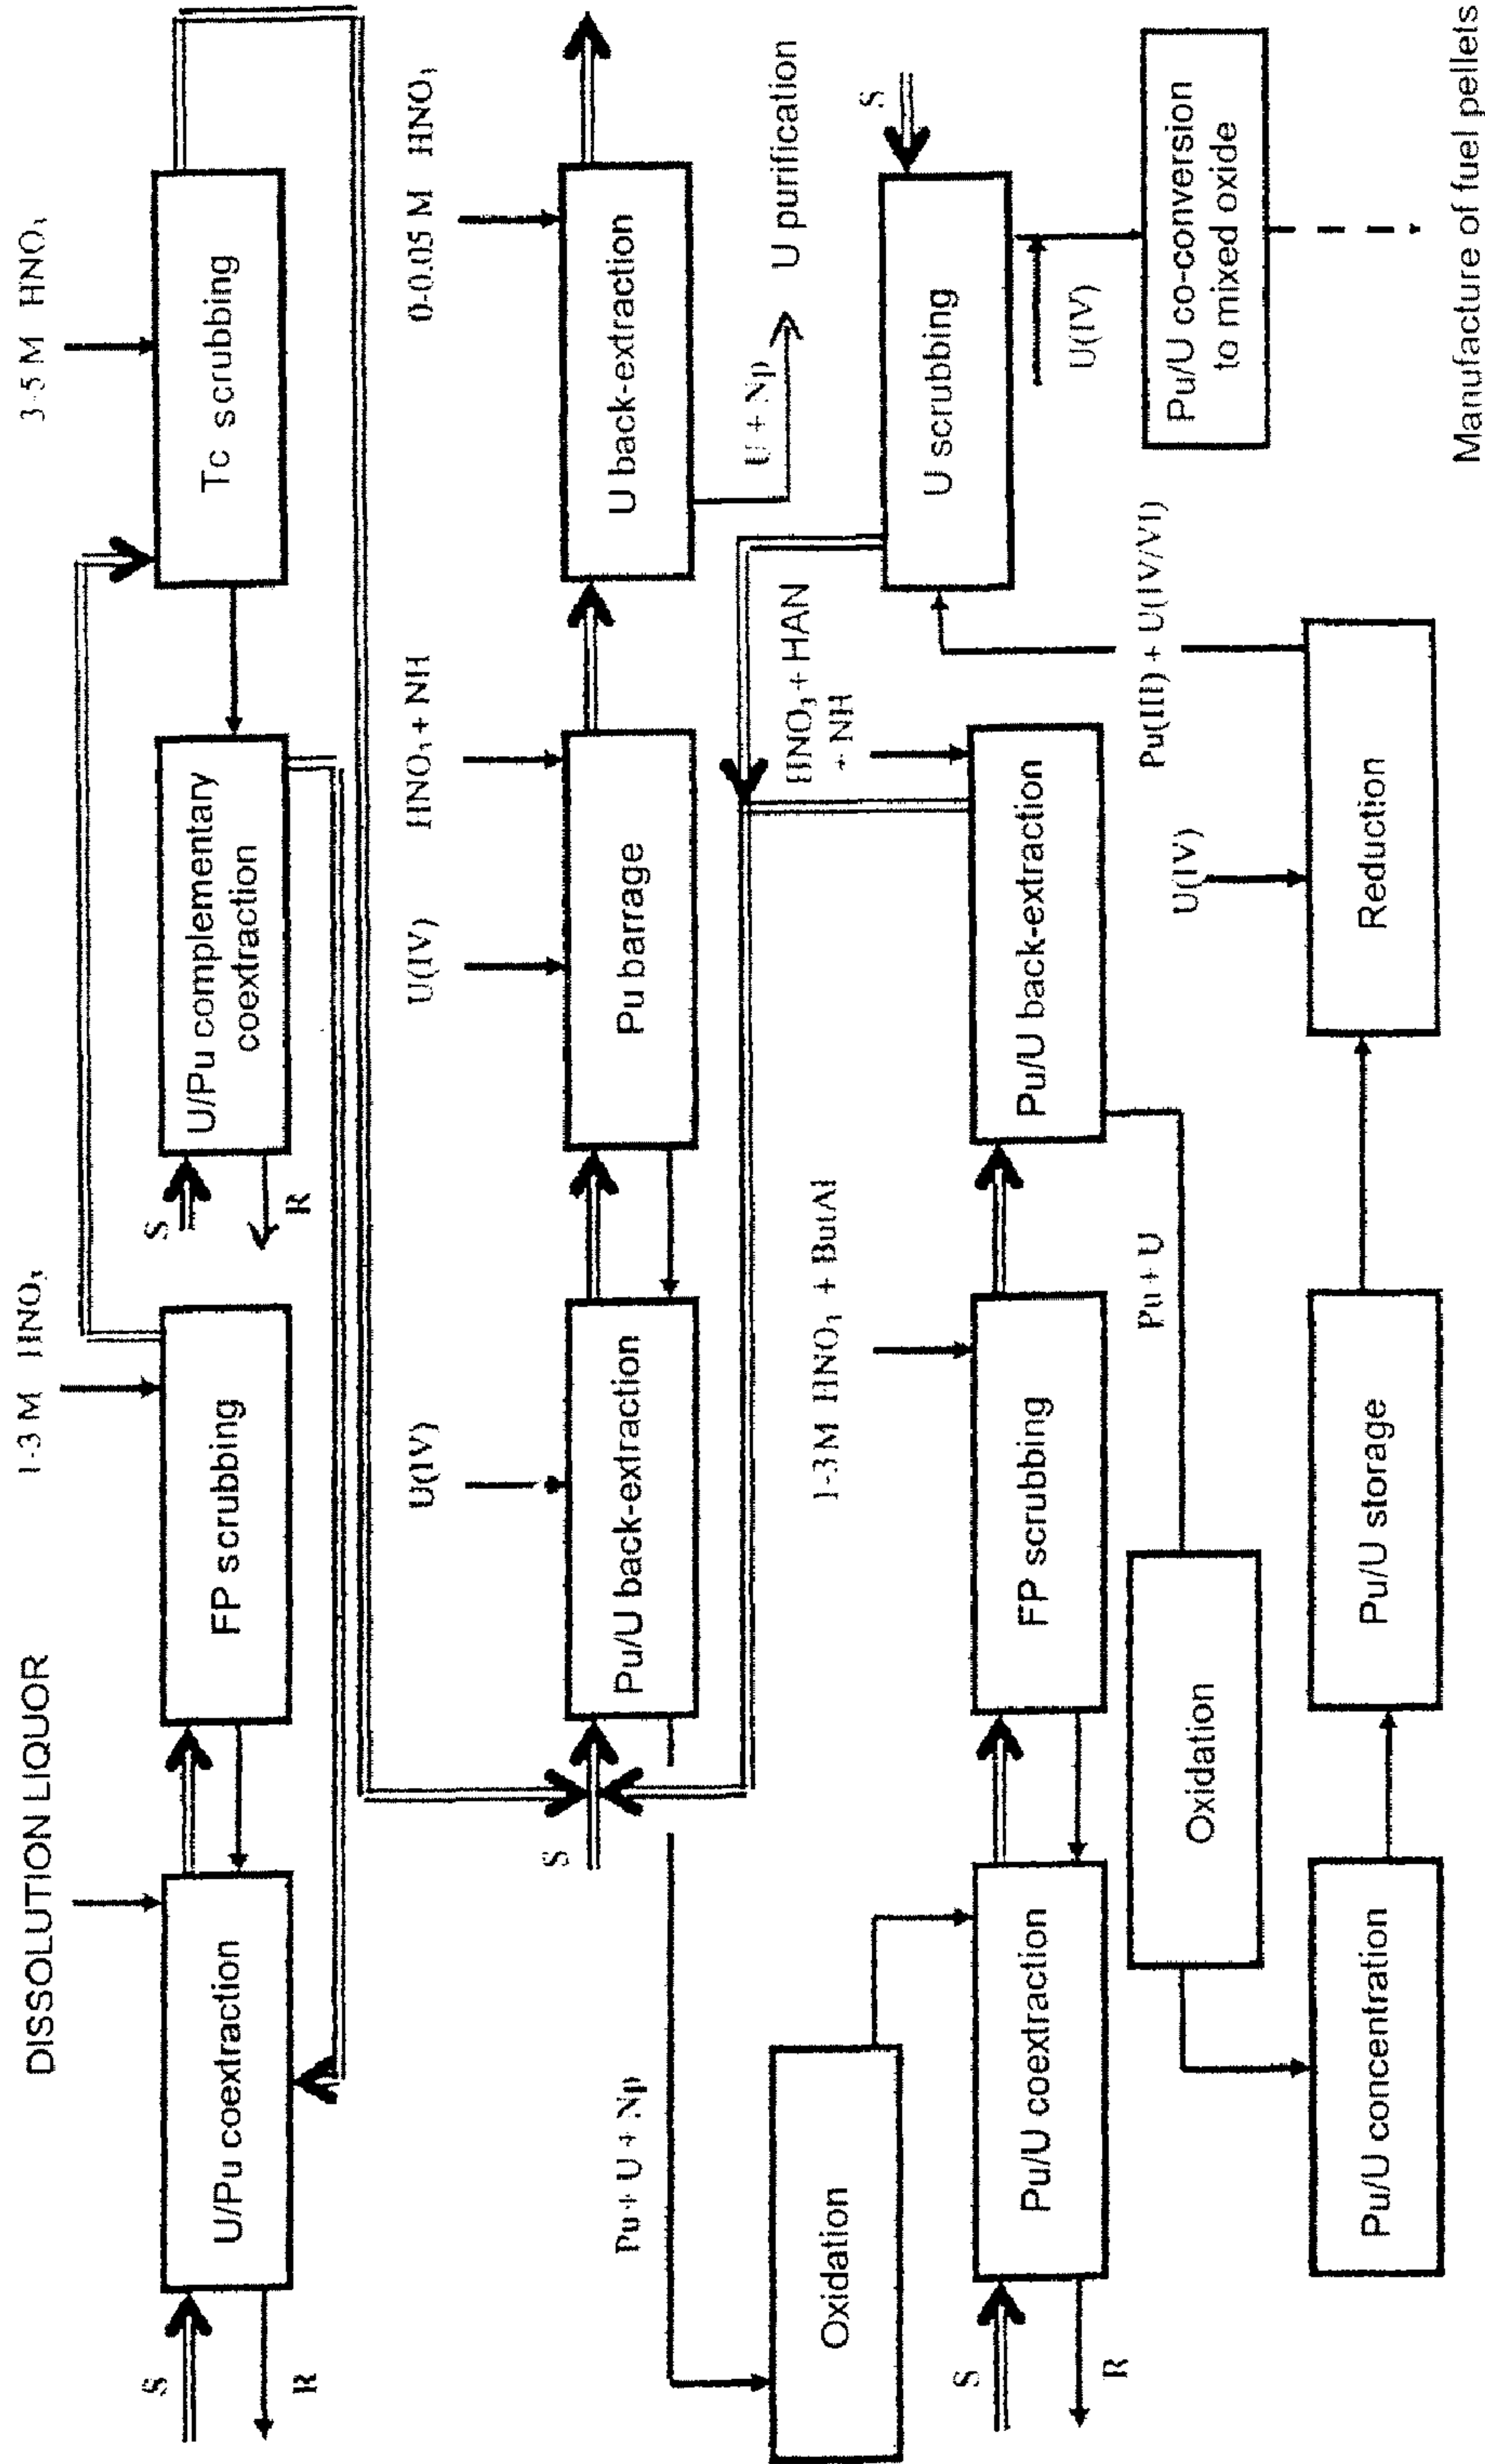 DISSOLUTION LIQUOR
1-3 M HNO₃
3-5 M HNO₃
S
U/Pu coextraction
R
FP scrubbing
S
U/Pu complementary
coextraction
R
Tc scrubbing
U(IV)
U(IV)
HNO₃ + NH
0-0.05 M HNO₃
S
Pu/U back-extraction
Pu barrage
U back-extraction
Pu + U + Np
U + Np
U purification
Oxidation
1-3 M HNO₃ + ButAl
HNO₃ + HAN
+ NH
S
S
Pu/U coextraction
R
FP scrubbing
Pu/U back-extraction
U scrubbing
Pu + U
Oxidation
U(IV)
Pu(III) + U(IV/VI)
U(IV)
Pu/U concentration
Pu/U storage
Reduction
Pu/U co-conversion
to mixed oxide
Manufacture of fuel pellets